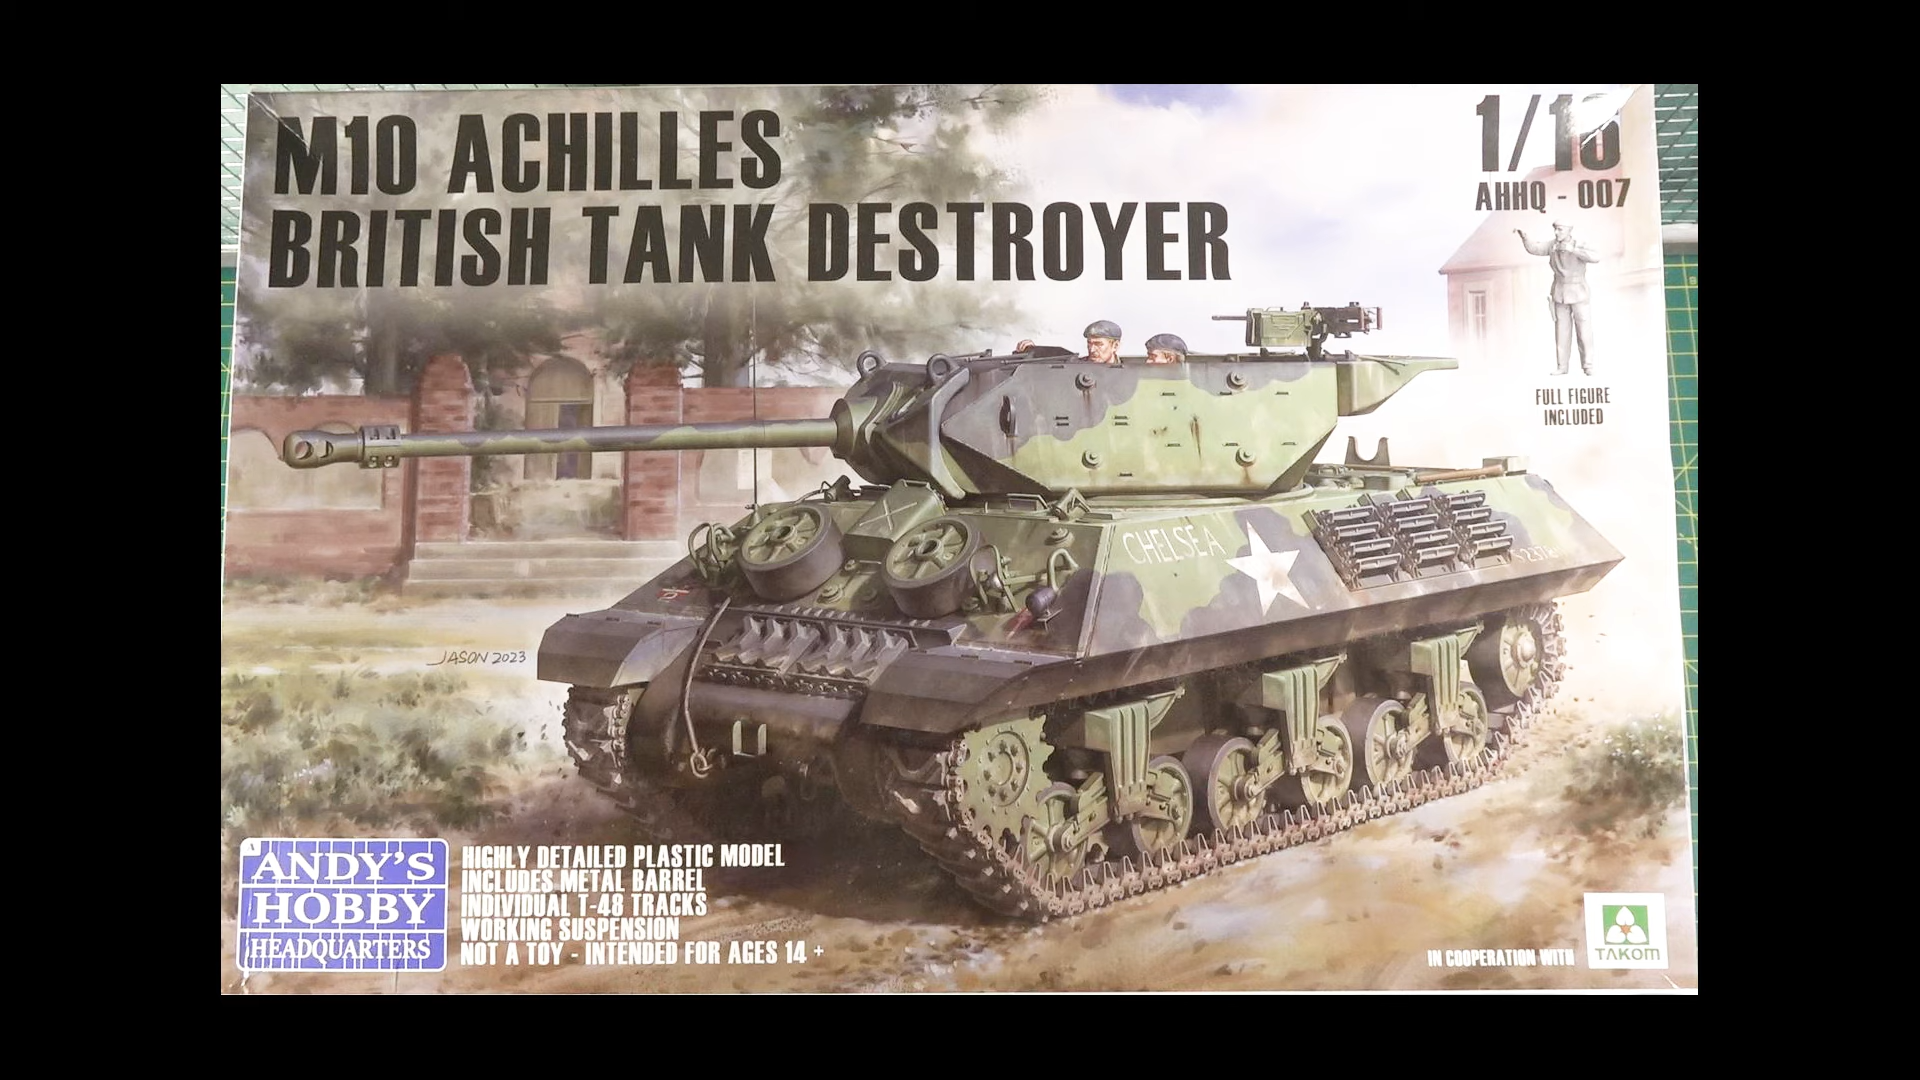 M10 ACHILLES
BRITISH TANK DESTROYER
1/16
AHHQ - 007
FULL FIGURE
INCLUDED
CHELSEA
JASON 2023
ANDY'S
HOBBY
HEADQUARTERS
HIGHLY DETAILED PLASTIC MODEL
INCLUDES METAL BARREL
INDIVIDUAL T-48 TRACKS
WORKING SUSPENSION
NOT A TOY - INTENDED FOR AGES 14 +
IN COOPERATION WITH
TAKOM